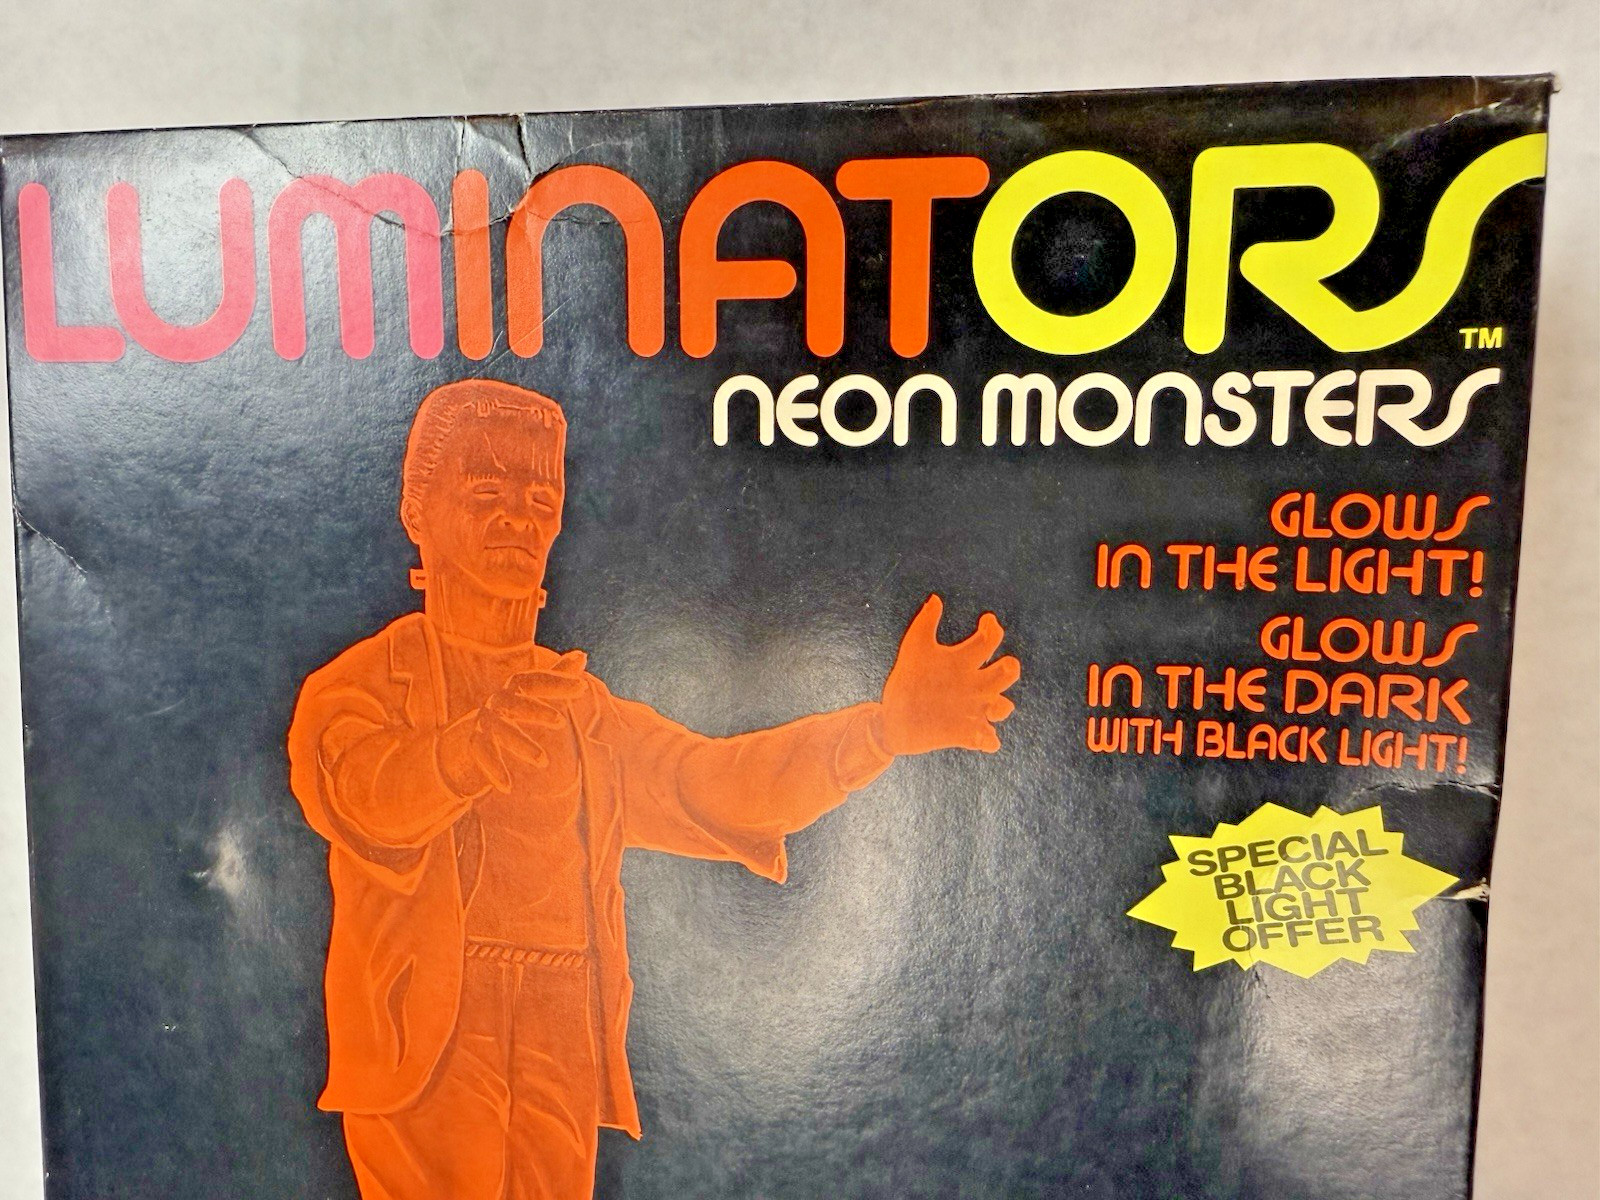 LUMINATORS TM
NEON MONSTERS
GLOWS
IN THE LIGHT!
GLOWS
IN THE DARK
WITH BLACK LIGHT!
SPECIAL
BLACK
LIGHT
OFFER